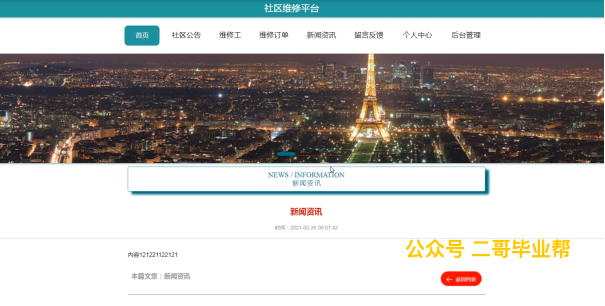 社区维修平台
首页 社区公告 维修工 维修订单 新闻资讯 留言反馈 个人中心 后台管理
NEWS / INFORMATION
新闻资讯
新闻资讯
时间：2021-02-26 08:01:42
内容121221122121
公众号 二哥毕业帮
本篇文章：新闻资讯
返回列表